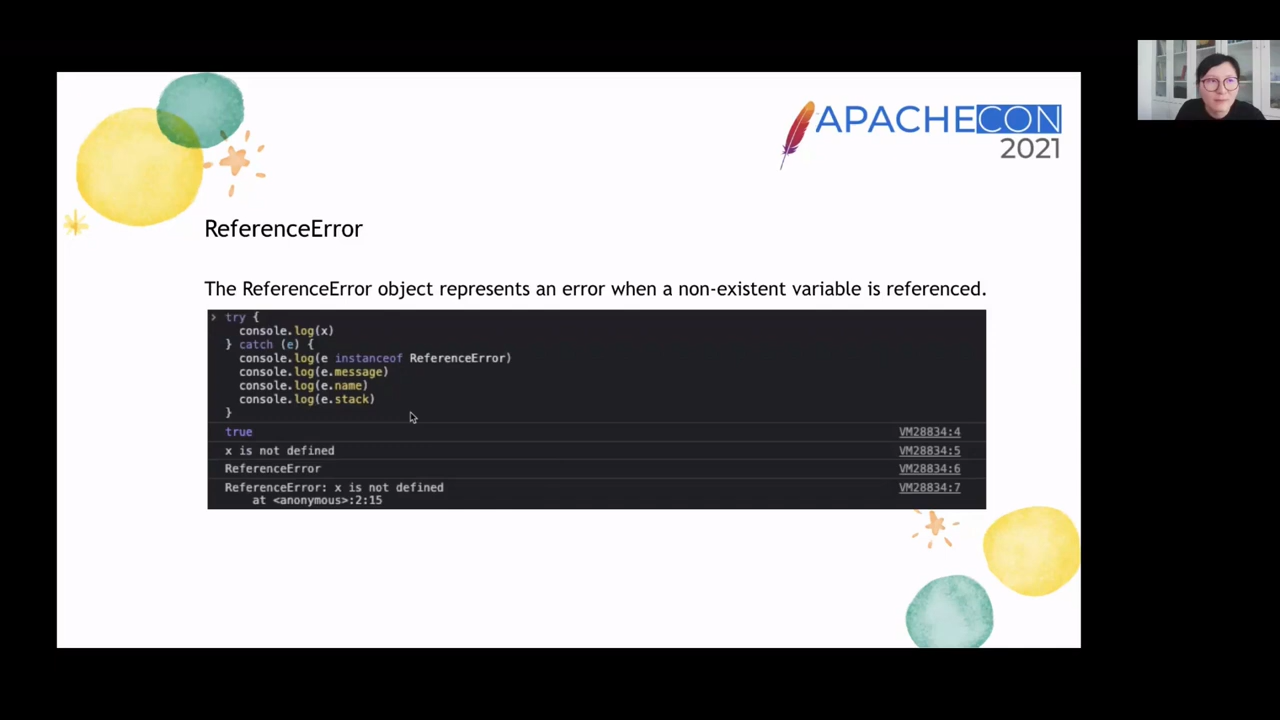 APACHECON
2021
ReferenceError
The ReferenceError object represents an error when a non-existent variable is referenced.
> try {
console.log(x)
} catch (e) {
console.log(e instanceof ReferenceError)
console.log(e.message)
console.log(e.name)
console.log(e.stack)
}
true VM28834:4
x is not defined VM28834:5
ReferenceError VM28834:6
ReferenceError: x is not defined VM28834:7
at <anonymous>:2:15